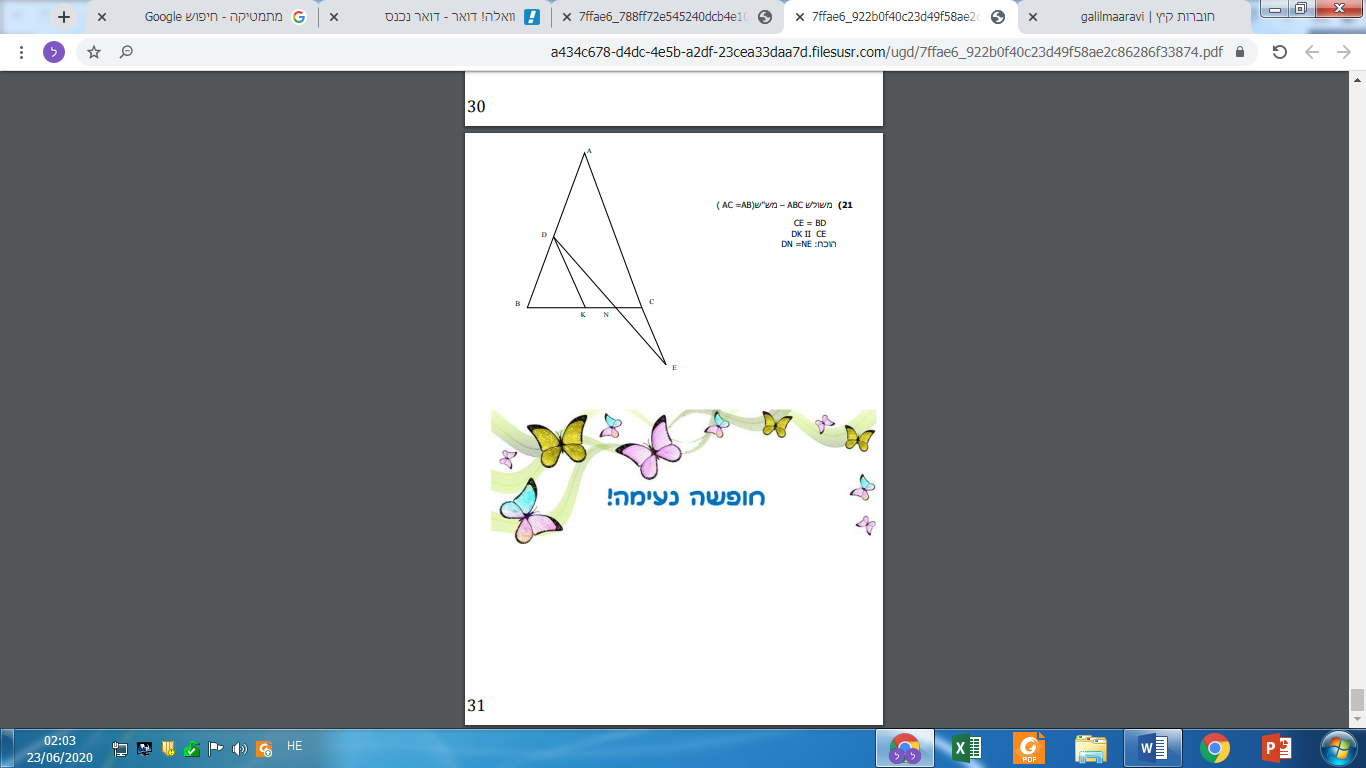 חוברות קיץ | galilmaaravi
7ffae6_922b0f40c23d49f58ae2c
7ffae6_788ff72e545240dcb4e10
וואלה! דואר - דואר נכנס
מתמטיקה - חיפוש Google
a434c678-d4dc-4e5b-a2df-23cea33daa7d.filesusr.com/ugd/7ffae6_922b0f40c23d49f58ae2c86286f33874.pdf
ל
30
A
21) משולש ABC – מש"ש(AC =AB )
CE = BD
DK II CE
הוכח: DN =NE
D
B
K
N
C
E
חופשה נעימה!
31
02:03
23/06/2020
HE
PDF